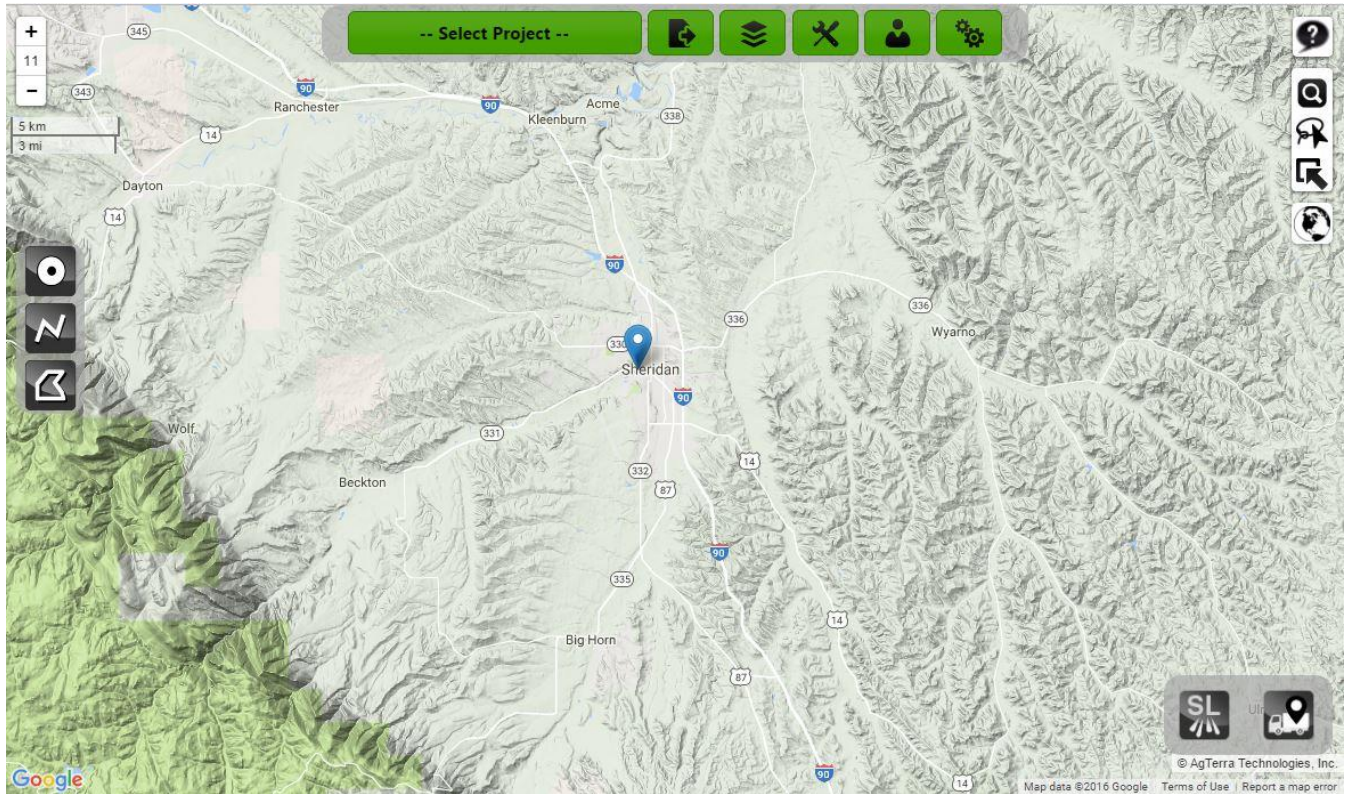 +
11
-
5 km
3 mi
-- Select Project --
?
345
343
90
Ranchester
14
90
Kleenburn
Acme
338
Dayton
14
90
336
336
Wyarno
330
Sheridan
90
Wolf
331
Beckton
332
14
87
90
335
14
Big Horn
87
90
14
SL
Google
© AgTerra Technologies, Inc.
Map data ©2016 Google Terms of Use Report a map error